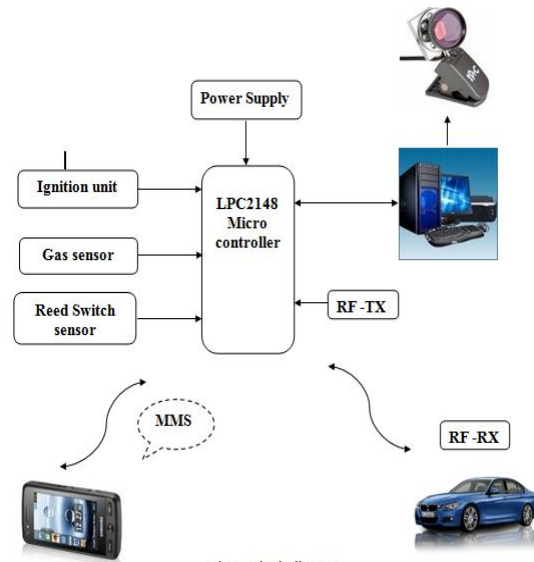 Power Supply
Ignition unit
LPC2148
Micro
controller
Gas sensor
RF -TX
Reed Switch
sensor
MMS
RF -RX